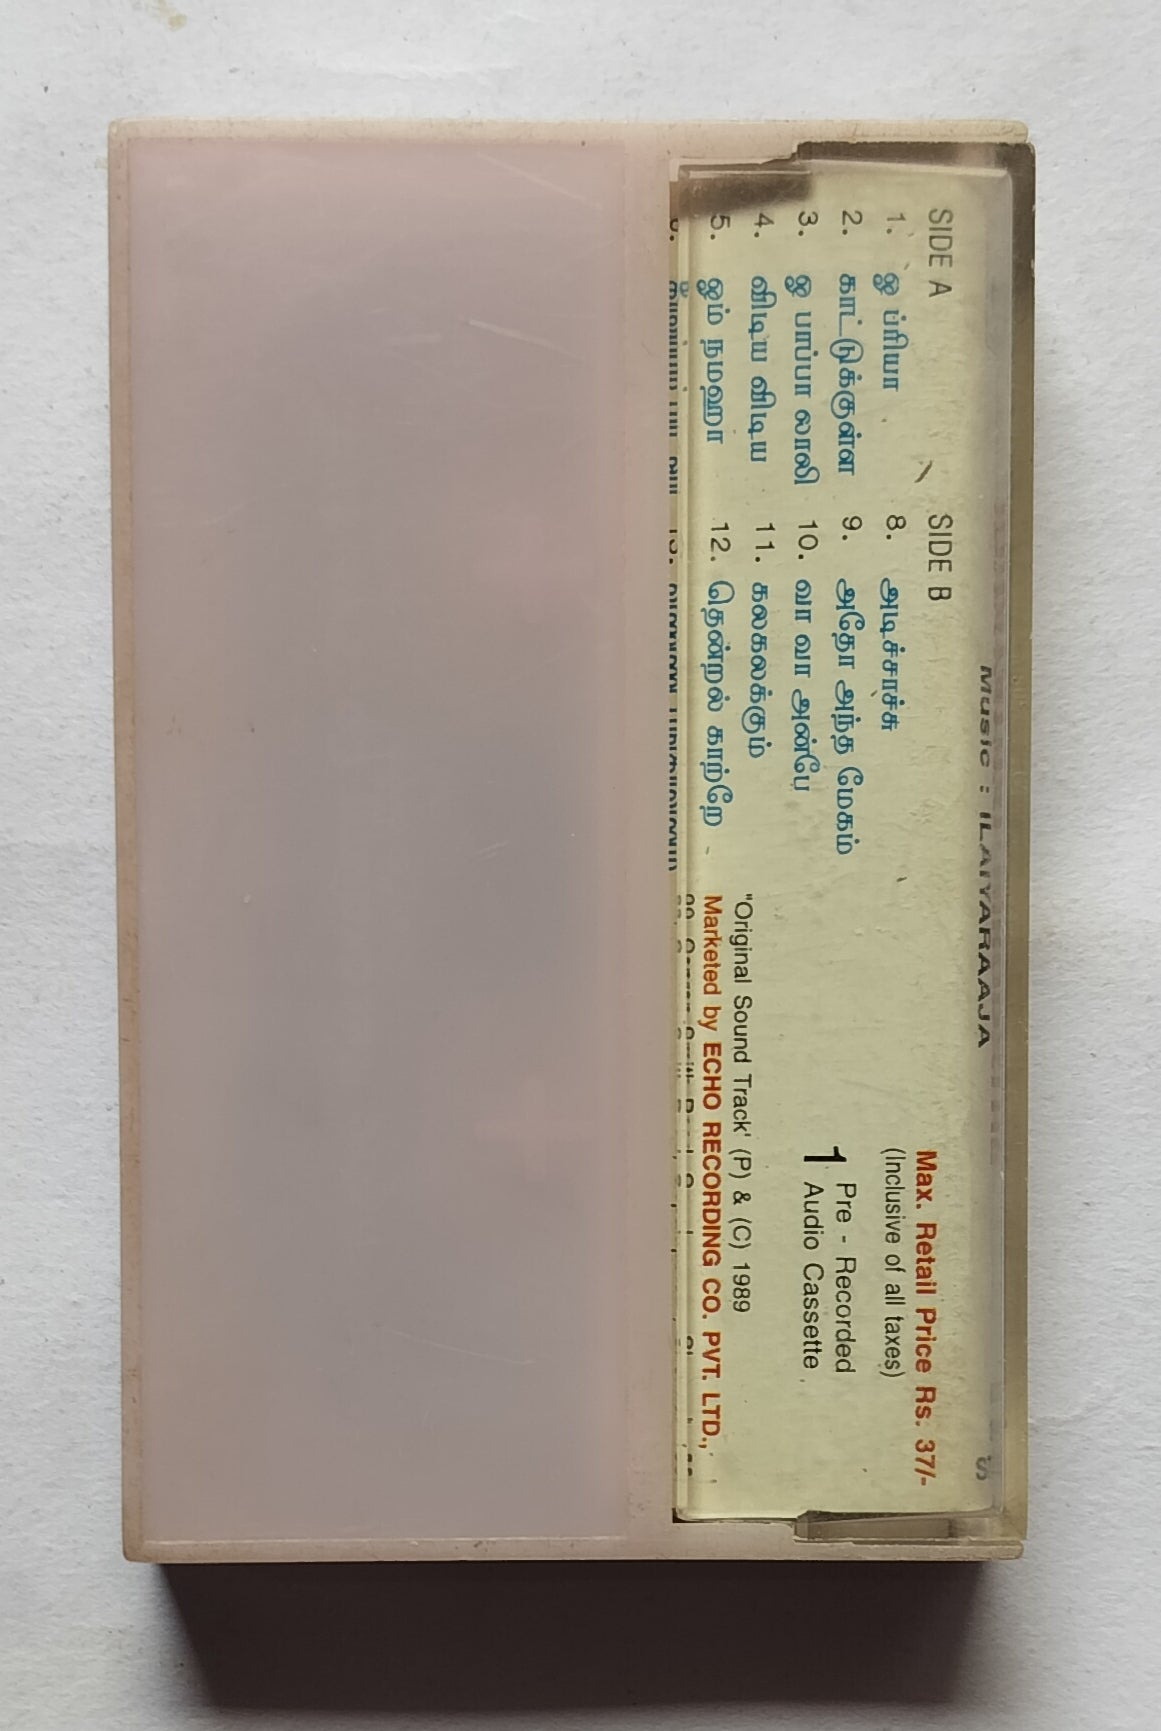 Music : ILAIYARAAJA
SIDE A
1. ஓ ப்ரியா
2. காட்டுக்குள்ள
3. ஓ பாப்பா லாலி
4. விடிய விடிய
5. ஓம் நமஹா
SIDE B
8. அடிச்சாச்சு
9. அதோ அந்த மேகம்
10. வா வா அன்பே
11. கலகலக்கும்
12. தென்றல் காற்றே
Max. Retail Price Rs. 37/-
(Inclusive of all taxes)
1 Pre - Recorded
Audio Cassette
"Original Sound Track' (P) & (C) 1989
Marketed by ECHO RECORDING CO. PVT. LTD.,